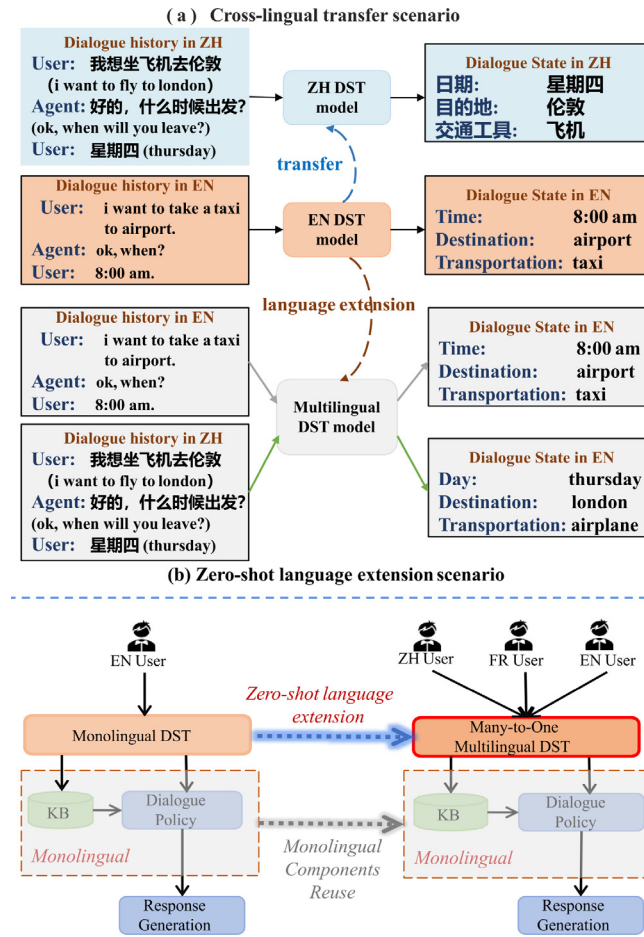 ( a ) Cross-lingual transfer scenario
Dialogue history in ZH
User: 我想坐飞机去伦敦
(i want to fly to london)
Agent: 好的，什么时候出发?
(ok, when will you leave?)
User: 星期四 (thursday)
ZH DST
model
Dialogue State in ZH
日期: 星期四
目的地: 伦敦
交通工具: 飞机
transfer
Dialogue history in EN
User: i want to take a taxi
to airport.
Agent: ok, when?
User: 8:00 am.
EN DST
model
Dialogue State in EN
Time: 8:00 am
Destination: airport
Transportation: taxi
language extension
Dialogue history in EN
User: i want to take a taxi
to airport.
Agent: ok, when?
User: 8:00 am.
Dialogue State in EN
Time: 8:00 am
Destination: airport
Transportation: taxi
Multilingual
DST model
Dialogue history in ZH
User: 我想坐飞机去伦敦
(i want to fly to london)
Agent: 好的，什么时候出发?
(ok, when will you leave?)
User: 星期四 (thursday)
Dialogue State in EN
Day: thursday
Destination: london
Transportation: airplane
(b) Zero-shot language extension scenario
EN User
ZH User FR User EN User
Zero-shot language
extension
Monolingual DST
Many-to-One
Multilingual DST
KB
Dialogue
Policy
Monolingual
Monolingual
Components
Reuse
KB
Dialogue
Policy
Monolingual
Response
Generation
Response
Generation